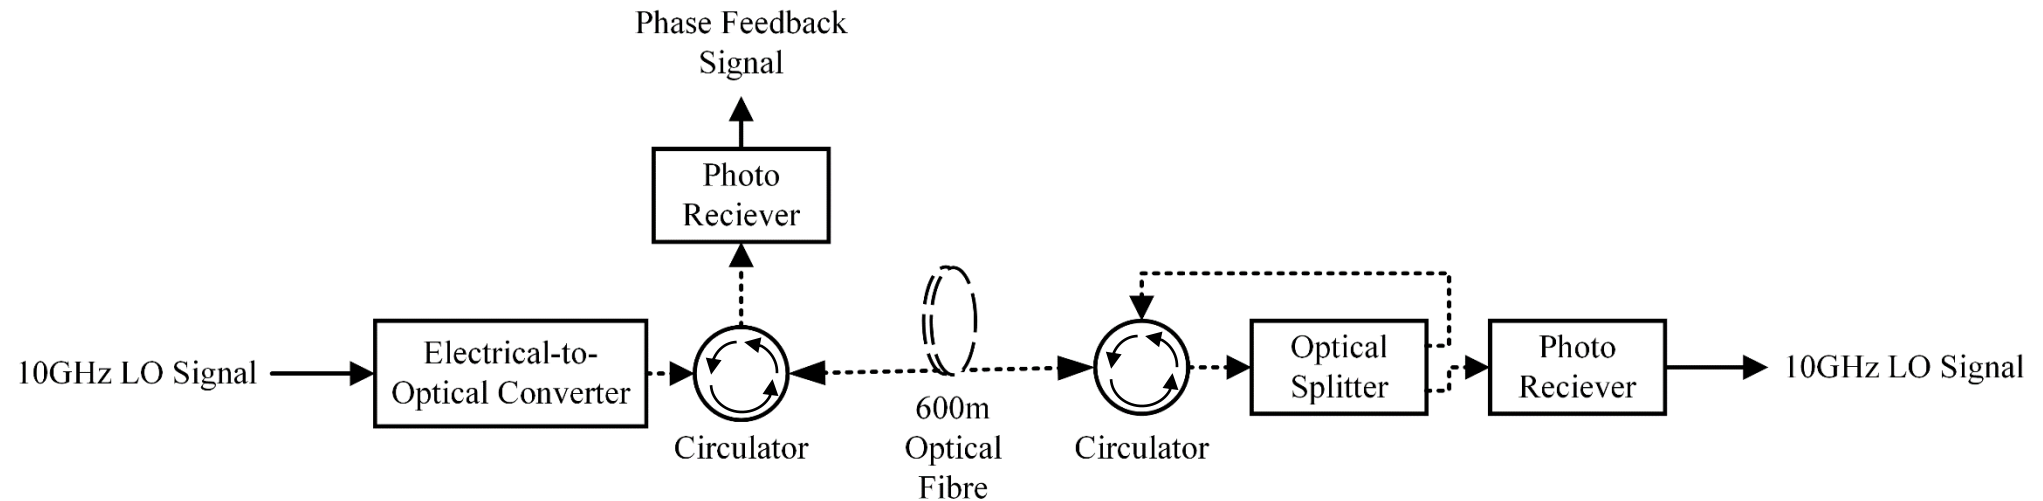 Phase Feedback
Signal
Photo
Reciever
10GHz LO Signal
Electrical-to-
Optical Converter
Circulator
600m
Optical
Fibre
Circulator
Optical
Splitter
Photo
Reciever
10GHz LO Signal